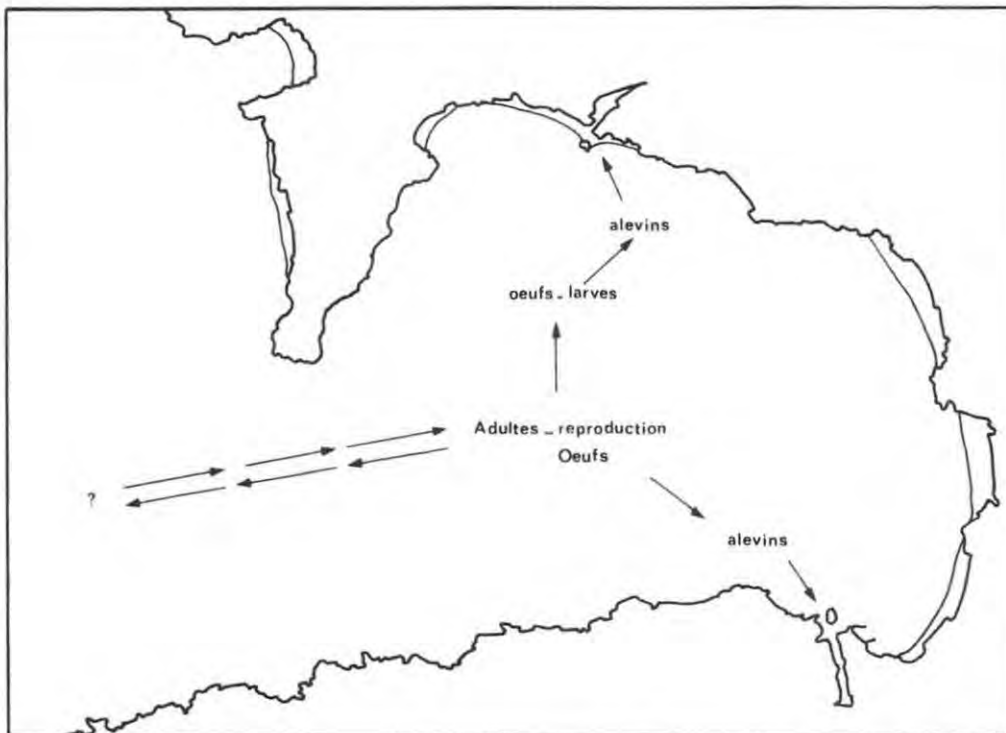 alevins
oeufs - larves
Adultes - reproduction
Oeufs
?
alevins